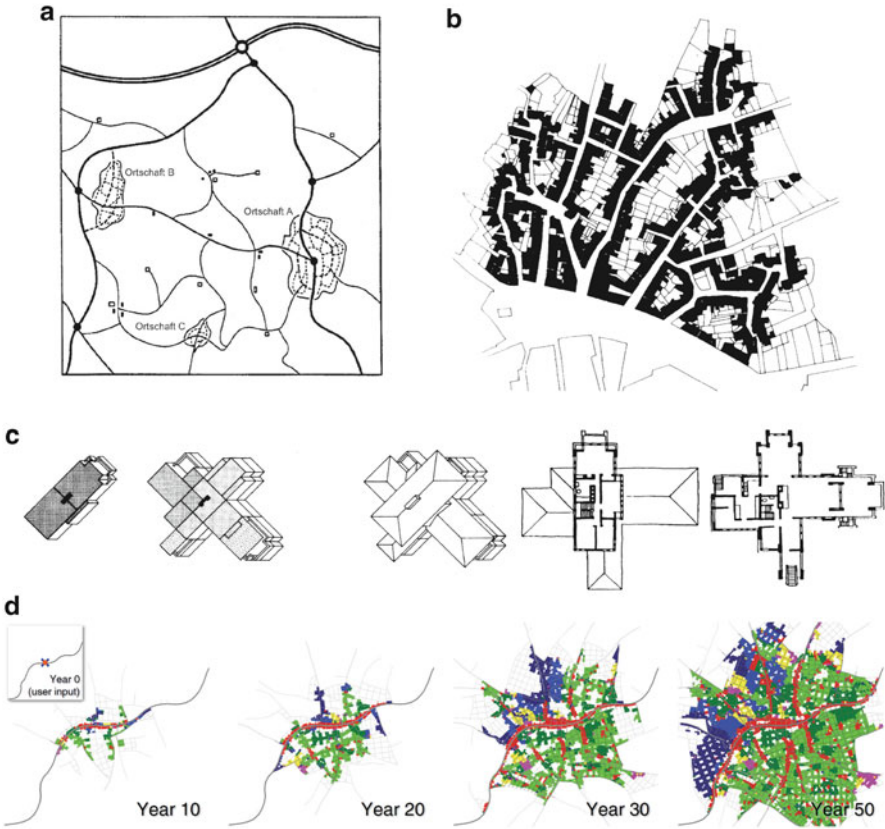 a
b
Ortschaft B
Ortschaft A
Ortschaft C
c
d
Year 0
(user input)
Year 10
Year 20
Year 30
Year 50